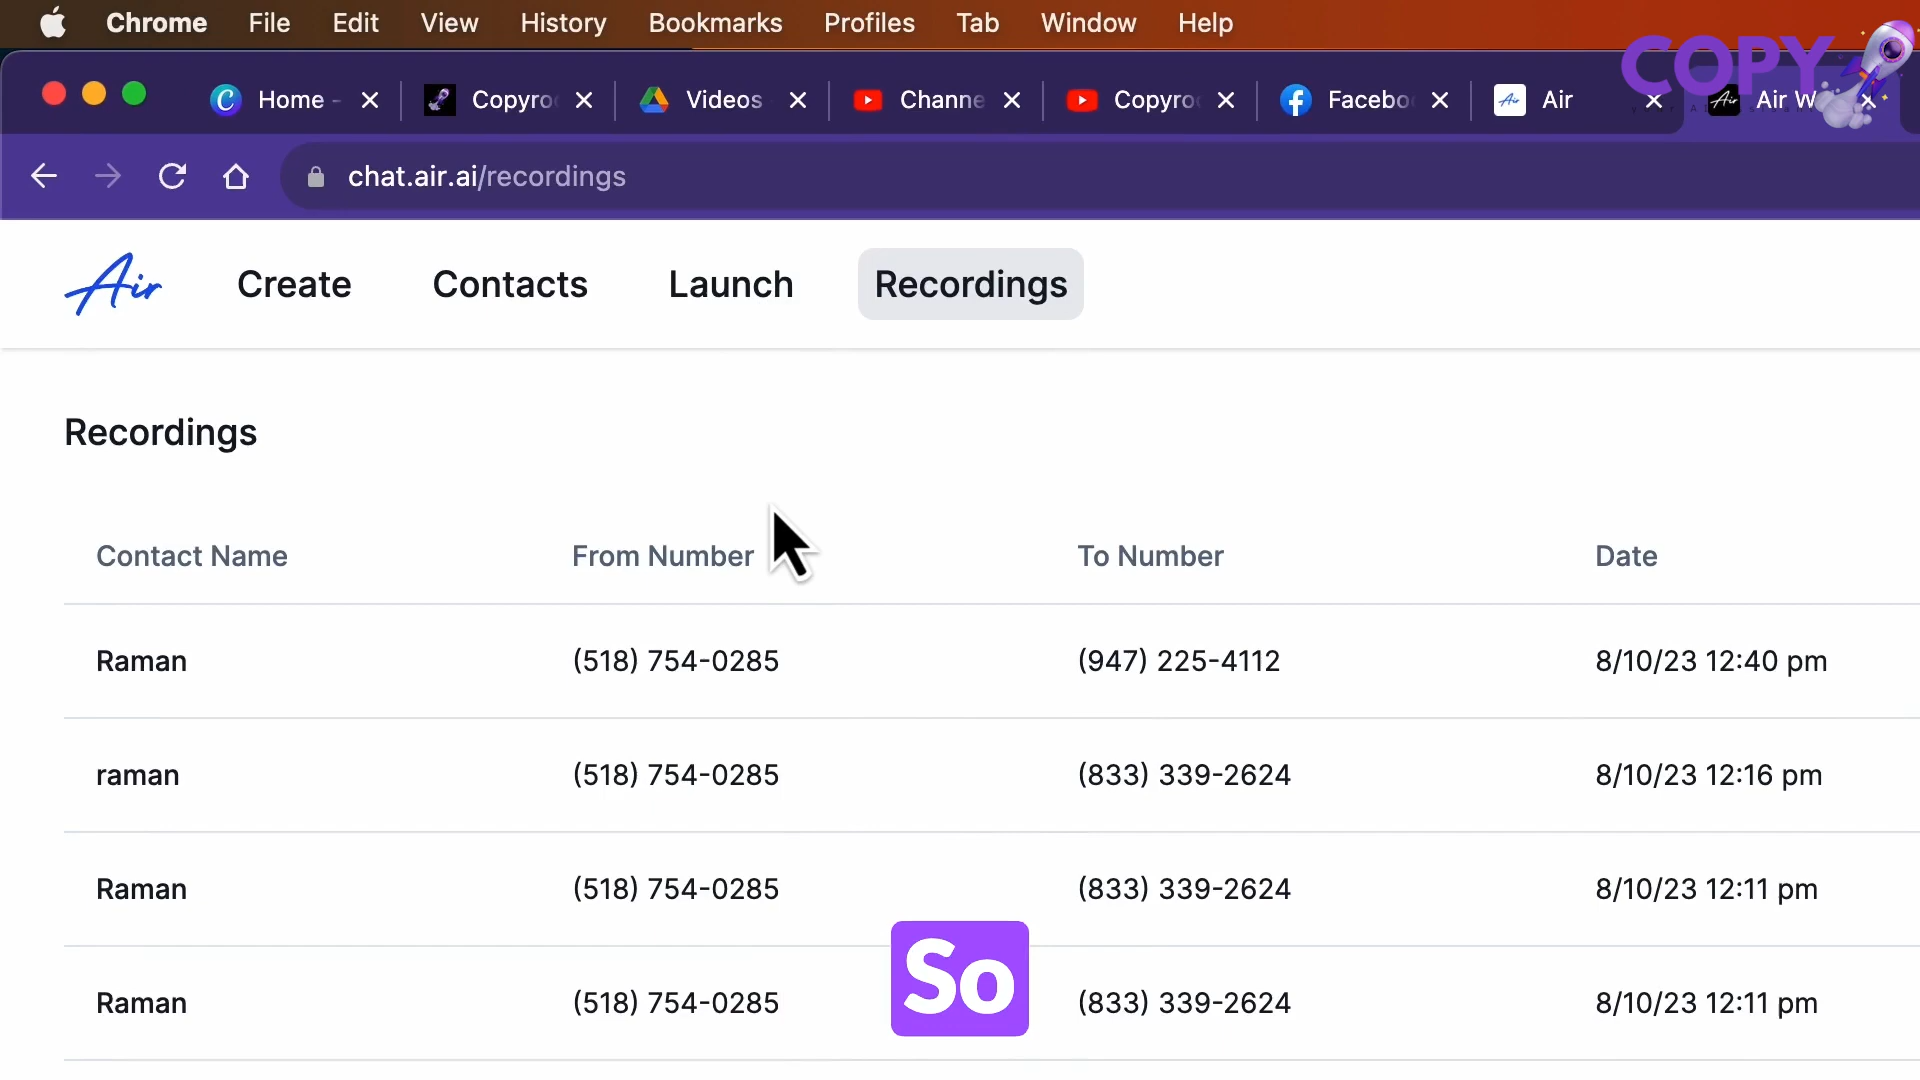 Chrome File Edit View History Bookmarks Profiles Tab Window Help
COPY
Home - Copyro Videos Channe Copyro Facebo Air Air W
chat.air.ai/recordings
Air Create Contacts Launch Recordings
Recordings
Contact Name From Number To Number Date
Raman (518) 754-0285 (947) 225-4112 8/10/23 12:40 pm
raman (518) 754-0285 (833) 339-2624 8/10/23 12:16 pm
Raman (518) 754-0285 (833) 339-2624 8/10/23 12:11 pm
So
Raman (518) 754-0285 (833) 339-2624 8/10/23 12:11 pm